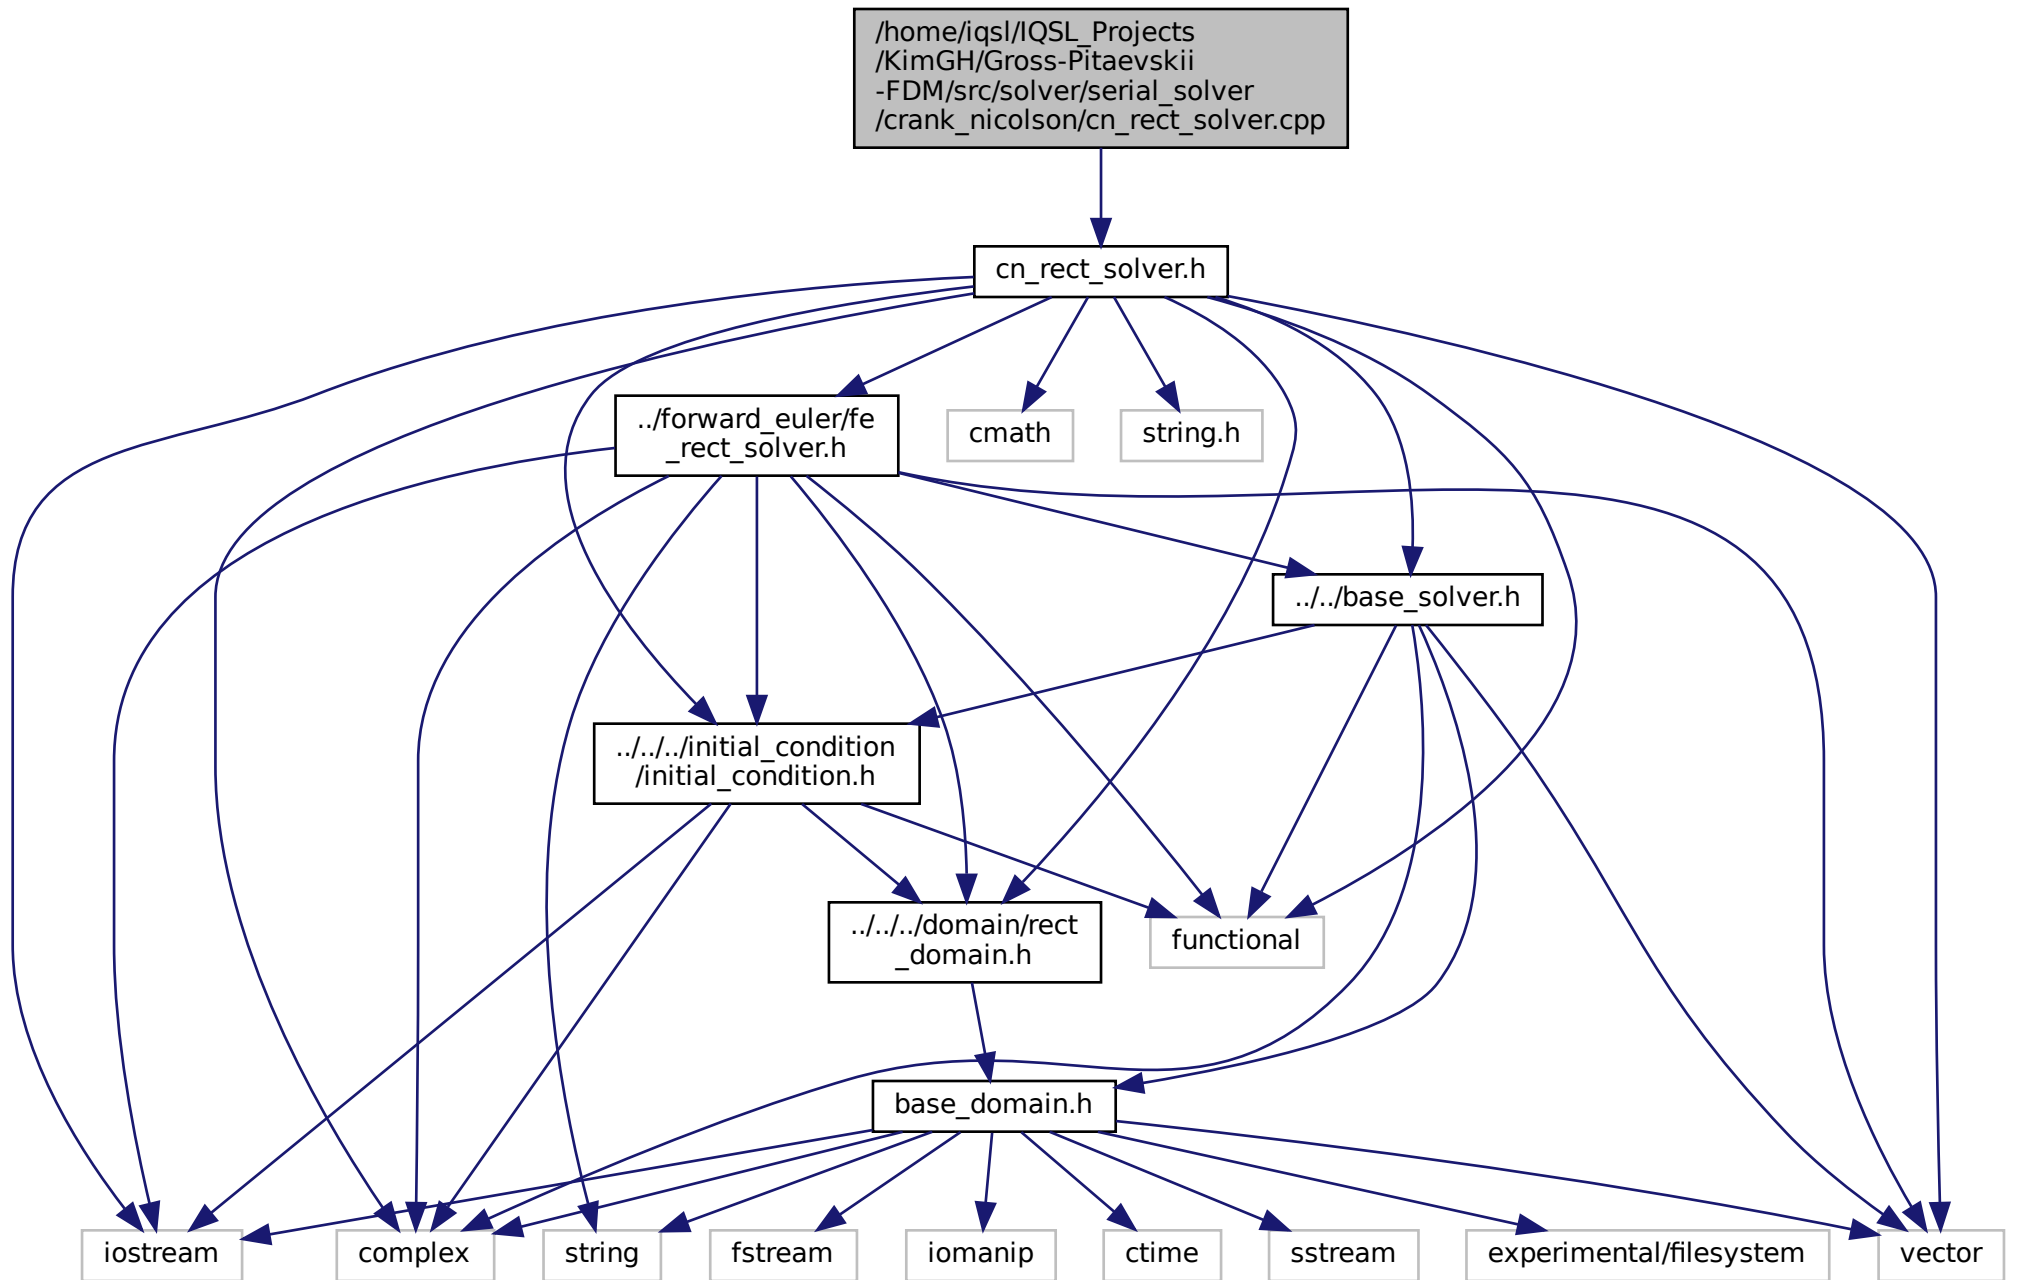 /home/iqsl/IQSL_Projects
/KimGH/Gross-Pitaevskii
-FDM/src/solver/serial_solver
/crank_nicolson/cn_rect_solver.cpp
cn_rect_solver.h
../forward_euler/fe
_rect_solver.h
cmath
string.h
../../base_solver.h
../../../initial_condition
/initial_condition.h
../../../domain/rect
_domain.h
functional
base_domain.h
iostream
complex
string
fstream
iomanip
ctime
sstream
experimental/filesystem
vector